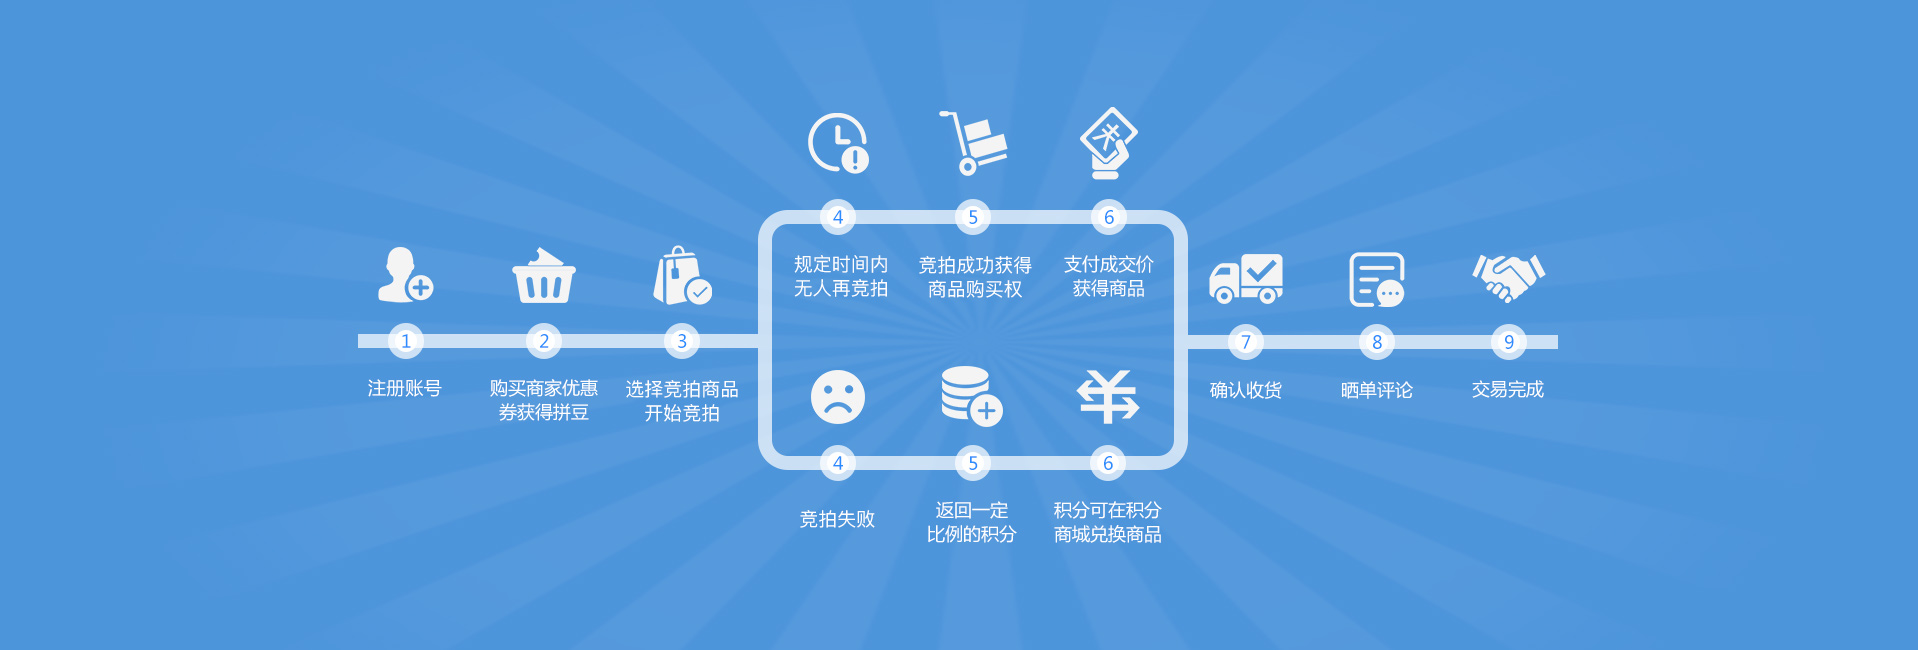 1
注册账号
2
购买商家优惠
券获得拼豆
3
选择竞拍商品
开始竞拍
4
规定时间内
无人再竞拍
5
竞拍成功获得
商品购买权
6
支付成交价
获得商品
4
竞拍失败
5
返回一定
比例的积分
6
积分可在积分
商城兑换商品
7
确认收货
8
晒单评论
9
交易完成